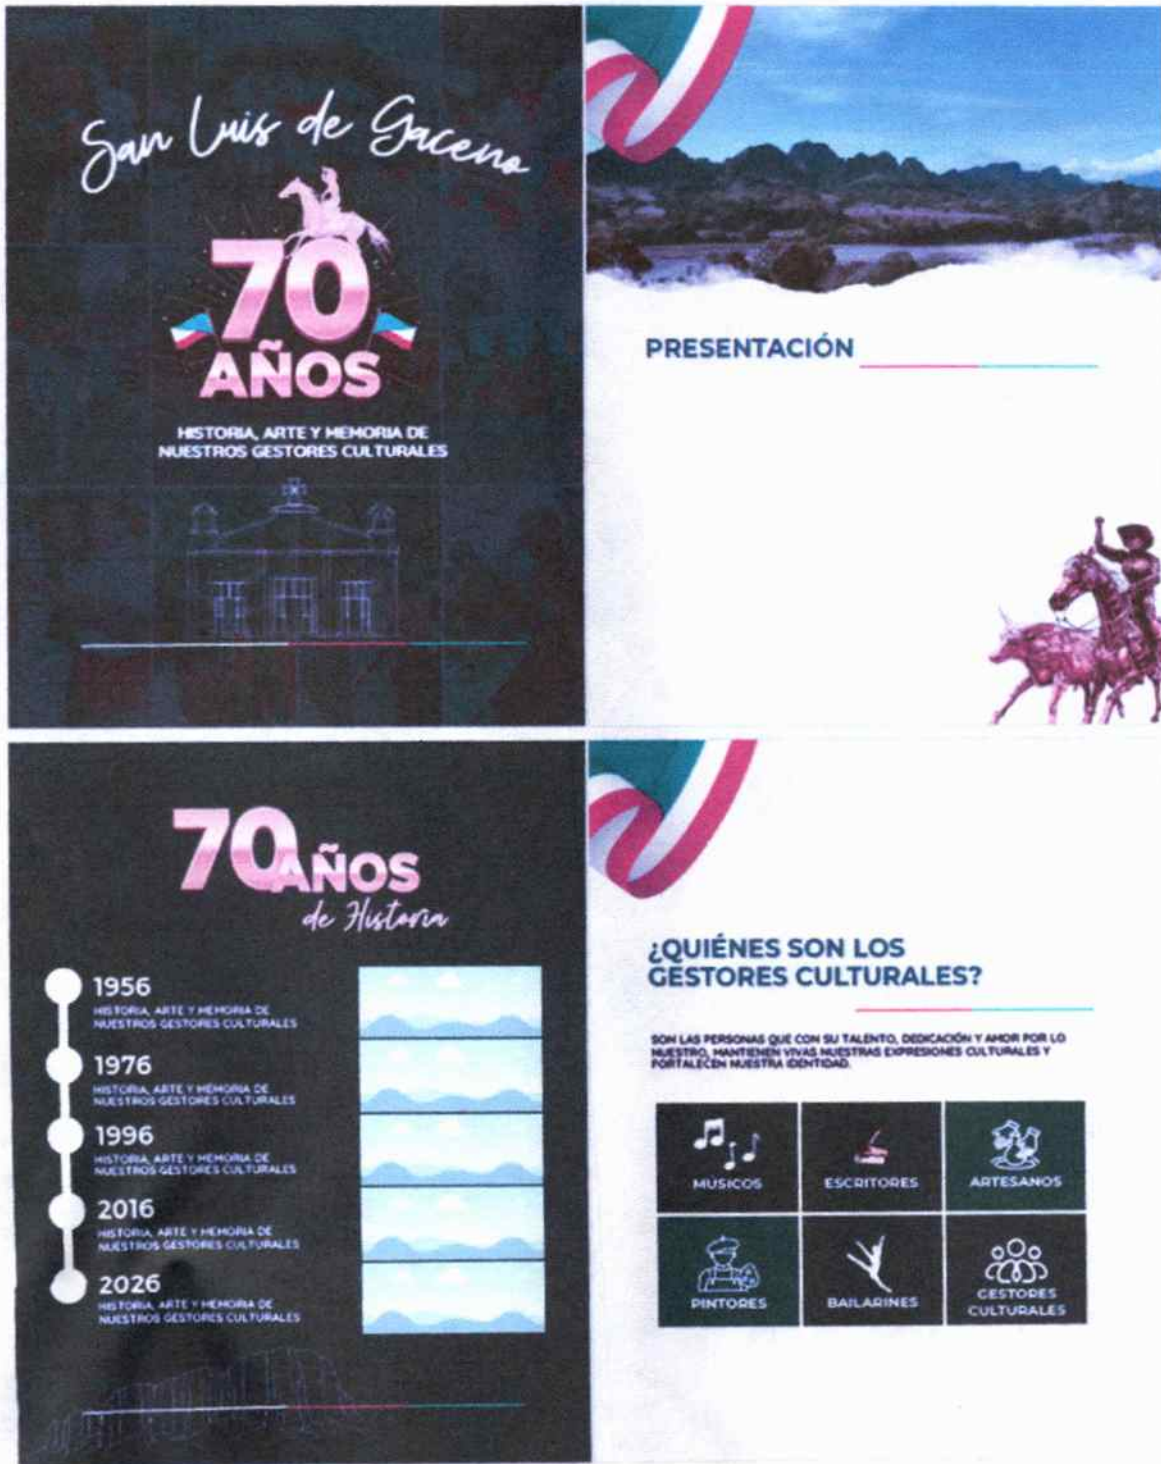 San Luis de Gaceno
70
AÑOS
HISTORIA, ARTE Y MEMORIA DE
NUESTROS GESTORES CULTURALES
PRESENTACIÓN
70 AÑOS
de Historia
1956
HISTORIA, ARTE Y MEMORIA DE
NUESTROS GESTORES CULTURALES
1976
HISTORIA, ARTE Y MEMORIA DE
NUESTROS GESTORES CULTURALES
1996
HISTORIA, ARTE Y MEMORIA DE
NUESTROS GESTORES CULTURALES
2016
HISTORIA, ARTE Y MEMORIA DE
NUESTROS GESTORES CULTURALES
2026
HISTORIA, ARTE Y MEMORIA DE
NUESTROS GESTORES CULTURALES
¿QUIÉNES SON LOS
GESTORES CULTURALES?
SON LAS PERSONAS QUE CON SU TALENTO, DEDICACIÓN Y AMOR POR LO
NUESTRO, MANTIENEN VIVAS NUESTRAS EXPRESIONES CULTURALES Y
FORTALECEN NUESTRA IDENTIDAD.
MÚSICOS
ESCRITORES
ARTESANOS
PINTORES
BAILARINES
GESTORES
CULTURALES